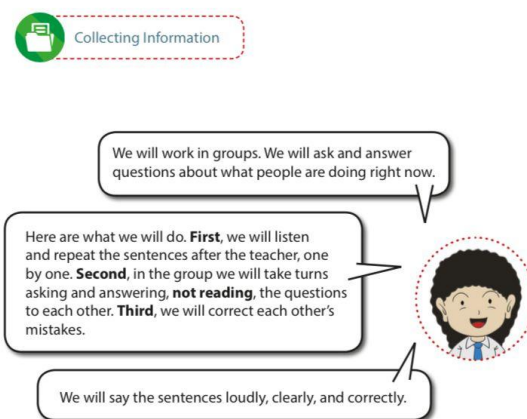 Collecting Information
We will work in groups. We will ask and answer
questions about what people are doing right now.
Here are what we will do. First, we will listen
and repeat the sentences after the teacher, one
by one. Second, in the group we will take turns
asking and answering, not reading, the questions
to each other. Third, we will correct each other's
mistakes.
We will say the sentences loudly, clearly, and correctly.